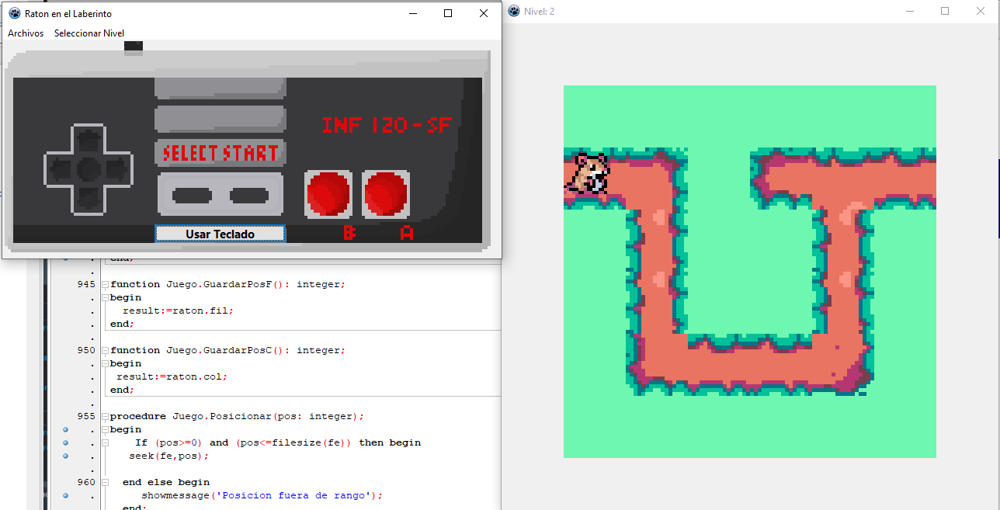 Raton en el Laberinto
Archivos Seleccionar Nivel
INF 120-SF
SELECT START
B A
Usar Teclado
Nivel: 2
end;
945 function Juego.GuardarPosF(): integer;
begin
result:=raton.fil;
end;
950 function Juego.GuardarPosC(): integer;
begin
result:=raton.col;
end;
955 procedure Juego.Posicionar(pos: integer);
begin
If (pos>=0) and (pos<=filesize(fe)) then begin
seek(fe,pos);
960 end else begin
showmessage('Posicion fuera de rango');
end;